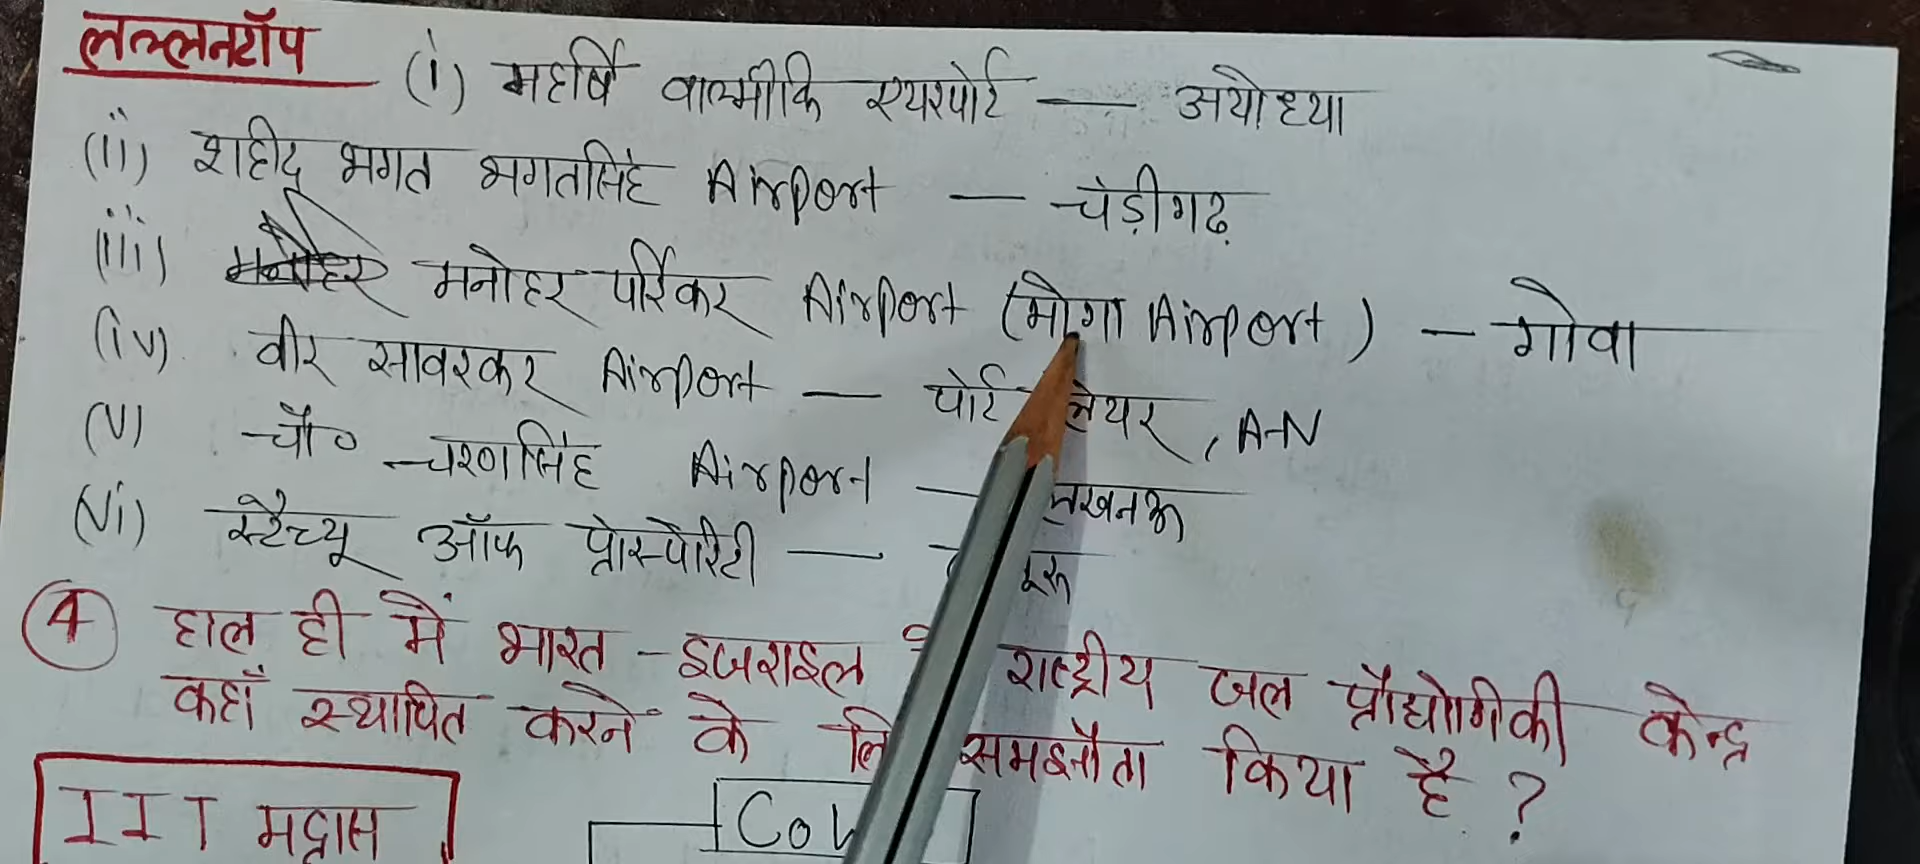 लल्लनटॉप (i) महर्षि वाल्मीकि एयरपोर्ट — अयोध्या
(ii) शहीद भगत भगतसिंह Airport — चंड़ीगढ़
(iii) मनोहर पर्रिकर Airport (मोगा Airport) — गोवा
(iv) वीर सावरकर Airport — पोर्ट लेयर, A-N
(v) चौ० चरणसिंह Airport — लखनऊ
(vi) स्टैच्यू ऑफ प्रोस्पेरिटी —
④ हाल ही में भारत - इजराइल राष्ट्रीय जल प्रौद्योगिकी केन्द्र
कहाँ स्थापित करने के समझौता किया है ?
IIT मद्रास